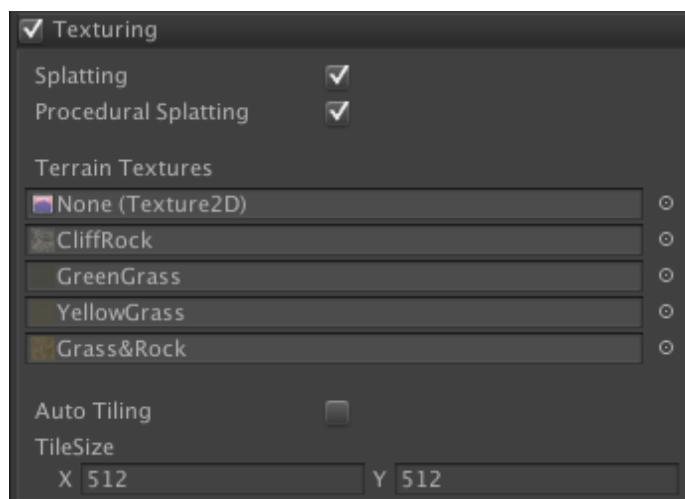 Texturing
Splatting
Procedural Splatting
Terrain Textures
None (Texture2D)
CliffRock
GreenGrass
YellowGrass
Grass&Rock
Auto Tiling
TileSize
X 512 Y 512